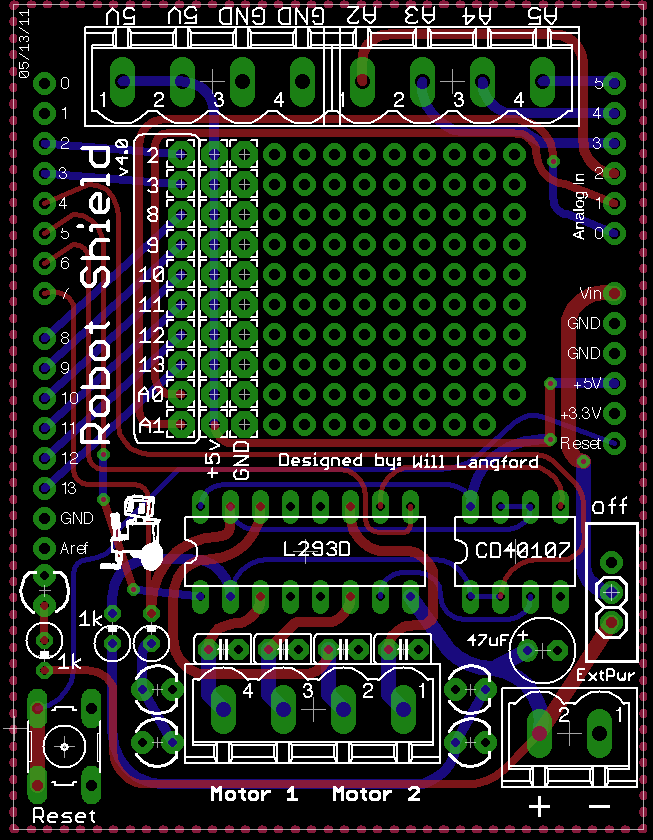 05/13/11
5V 5V GND GND A2 A3 A4 A5
1 2 3 4 1 2 3 4
0
1
2
3
4
5
6
7
8
9
10
11
12
13
GND
Aref
Robot Shield
v4.0
2
3
8
9
10
11
12
13
A0
A1
+5v
GND
5
4
3
2
1
0
Analog In
Vin
GND
GND
+5V
+3.3V
Reset
Designed by: Will Langford
off
L293D
CD40107
1k
1k
47uF +
ExtPwr
4 3 2 1
2 1
Motor 1 Motor 2
+ −
Reset